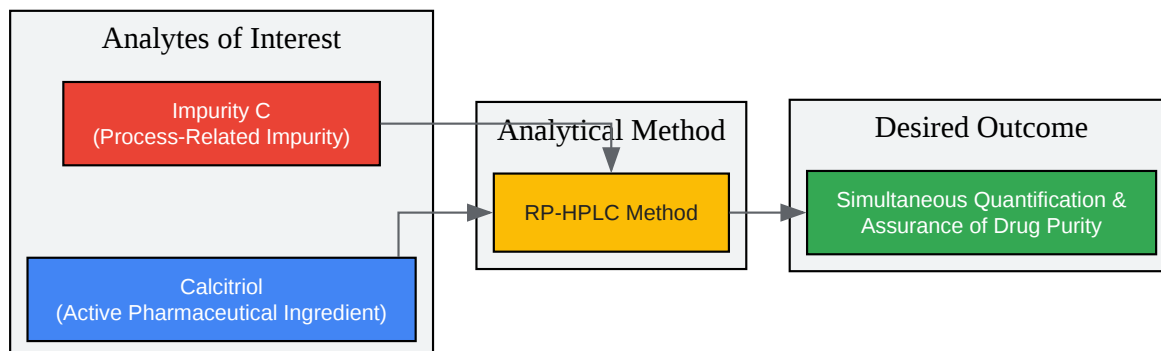 Analytes of Interest
Impurity C
(Process-Related Impurity)
Calcitriol
(Active Pharmaceutical Ingredient)
Analytical Method
RP-HPLC Method
Desired Outcome
Simultaneous Quantification &
Assurance of Drug Purity